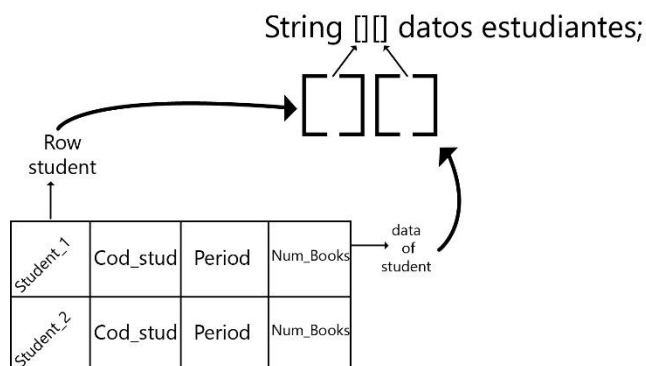 String [][] datos estudiantes;
Row
student
Student_1
Cod_stud
Period
Num_Books
data
of
student
Student_2
Cod_stud
Period
Num_Books